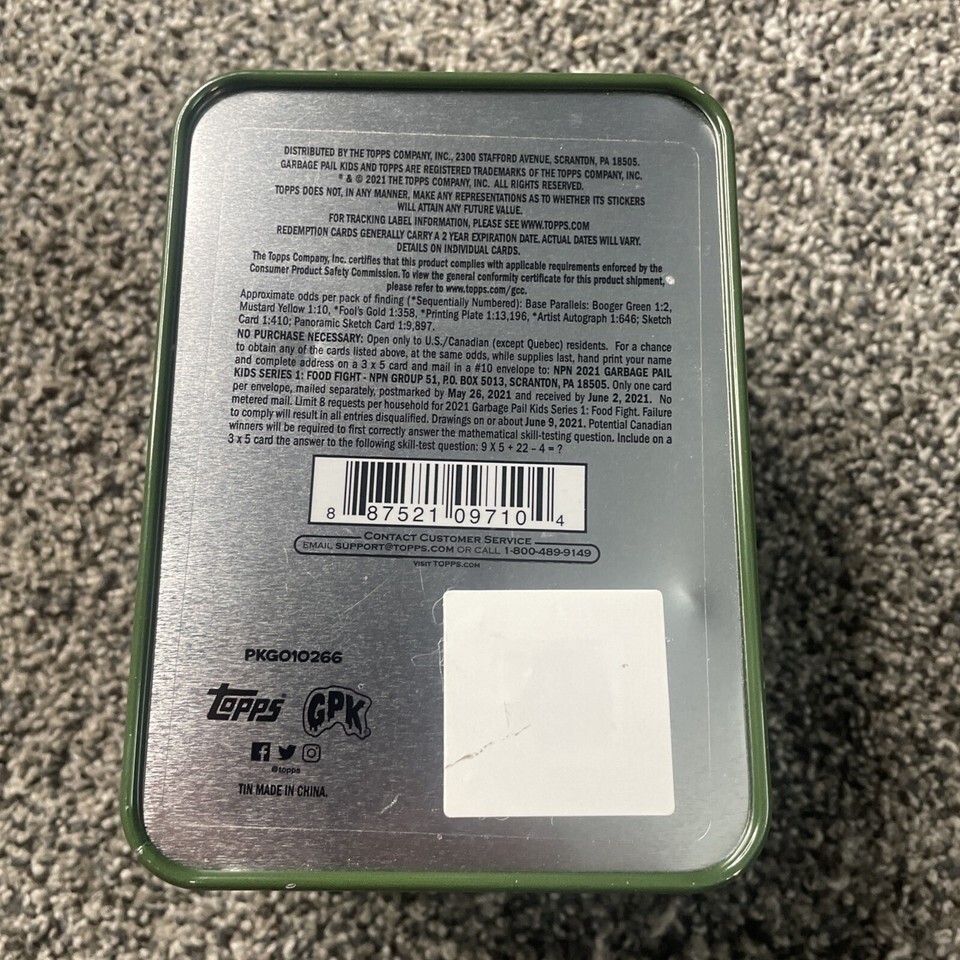 DISTRIBUTED BY THE TOPPS COMPANY, INC., 2300 STAFFORD AVENUE, SCRANTON, PA 18505.
GARBAGE PAIL KIDS AND TOPPS ARE REGISTERED TRADEMARKS OF THE TOPPS COMPANY, INC.
® & © 2021 THE TOPPS COMPANY, INC. ALL RIGHTS RESERVED.
TOPPS DOES NOT, IN ANY MANNER, MAKE ANY REPRESENTATIONS AS TO WHETHER ITS STICKERS
WILL ATTAIN ANY FUTURE VALUE.
FOR TRACKING LABEL INFORMATION, PLEASE SEE WWW.TOPPS.COM
REDEMPTION CARDS GENERALLY CARRY A 2 YEAR EXPIRATION DATE. ACTUAL DATES WILL VARY.
DETAILS ON INDIVIDUAL CARDS.
The Topps Company, Inc. certifies that this product complies with applicable requirements enforced by the
Consumer Product Safety Commission. To view the general conformity certificate for this product shipment,
please refer to www.topps.com/gcc.
Approximate odds per pack of finding (*Sequentially Numbered): Base Parallels: Booger Green 1:2,
Mustard Yellow 1:10, *Fool's Gold 1:358, *Printing Plate 1:13,196, *Artist Autograph 1:646; Sketch
Card 1:410; Panoramic Sketch Card 1:9,897.
NO PURCHASE NECESSARY: Open only to U.S./Canadian (except Quebec) residents. For a chance
to obtain any of the cards listed above, at the same odds, while supplies last, hand print your name
and complete address on a 3 x 5 card and mail in a #10 envelope to: NPN 2021 GARBAGE PAIL
KIDS SERIES 1: FOOD FIGHT - NPN GROUP 51, P.O. BOX 5013, SCRANTON, PA 18505. Only one card
per envelope, mailed separately, postmarked by May 26, 2021 and received by June 2, 2021. No
metered mail. Limit 8 requests per household for 2021 Garbage Pail Kids Series 1: Food Fight. Failure
to comply will result in all entries disqualified. Drawings on or about June 9, 2021. Potential Canadian
winners will be required to first correctly answer the mathematical skill-testing question. Include on a
3 x 5 card the answer to the following skill-test question: 9 X 5 + 22 – 4 = ?
8 87521 09710 4
CONTACT CUSTOMER SERVICE
EMAIL SUPPORT@TOPPS.COM OR CALL 1-800-489-9149
VISIT TOPPS.COM
PKG010266
topps GPK
@topps
TIN MADE IN CHINA.